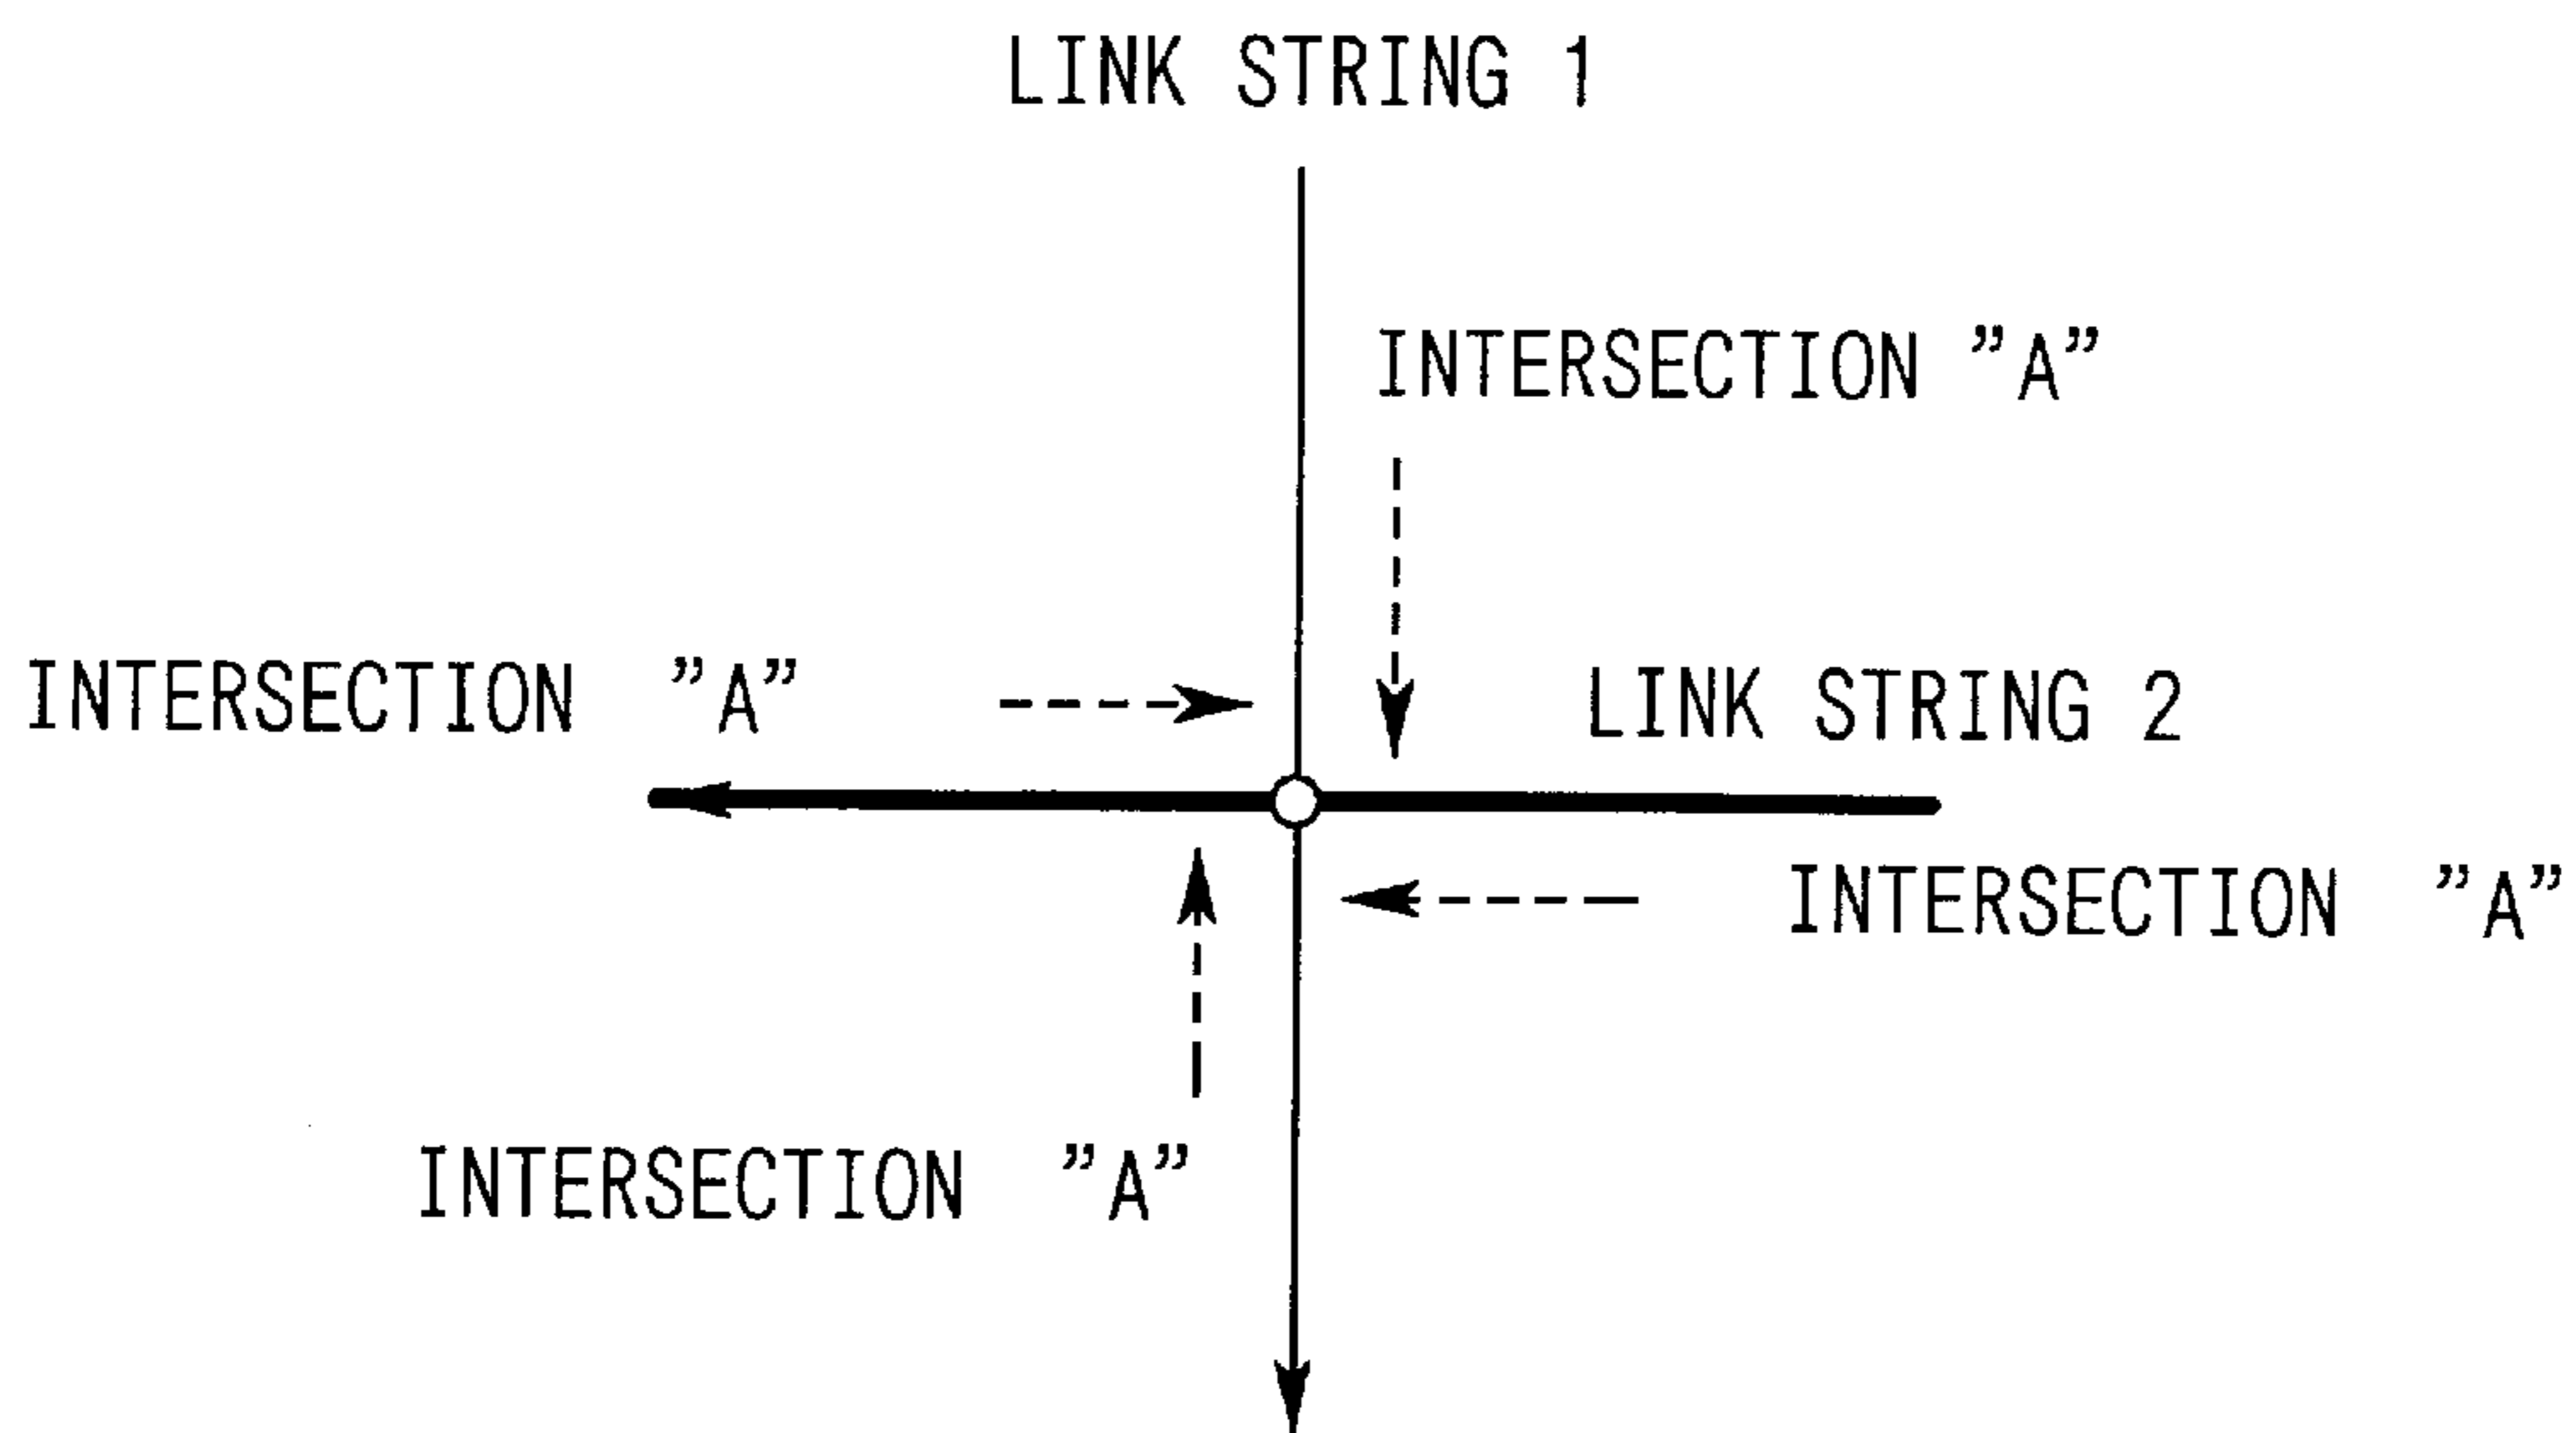 LINK STRING 1
INTERSECTION ”A”
INTERSECTION ”A”
LINK STRING 2
INTERSECTION ”A”
INTERSECTION ”A”